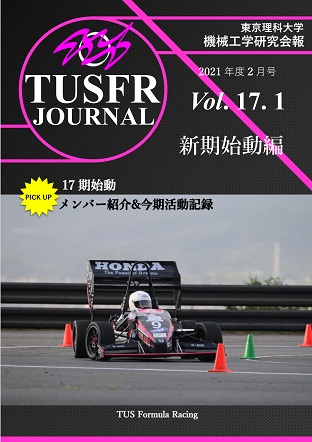 東京理科大学
機械工学研究会報
TUSFR
JOURNAL
2021 年度 2 月号
Vol. 17. 1
新期始動編
PICK UP
17 期始動
メンバー紹介&今期活動記録
HONDA
The Power of Dreams
9
TUS Formula Racing